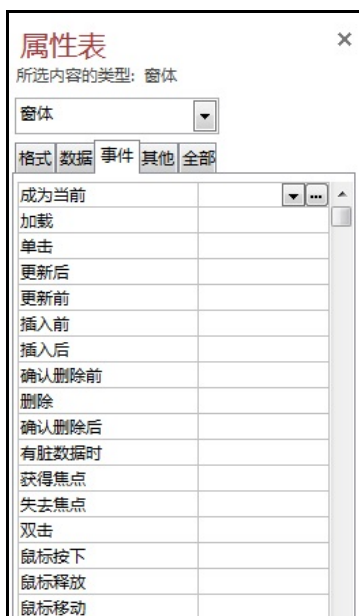 属性表
所选内容的类型: 窗体
窗体
格式 数据 事件 其他 全部
成为当前
加载
单击
更新后
更新前
插入前
插入后
确认删除前
删除
确认删除后
有脏数据时
获得焦点
失去焦点
双击
鼠标按下
鼠标释放
鼠标移动